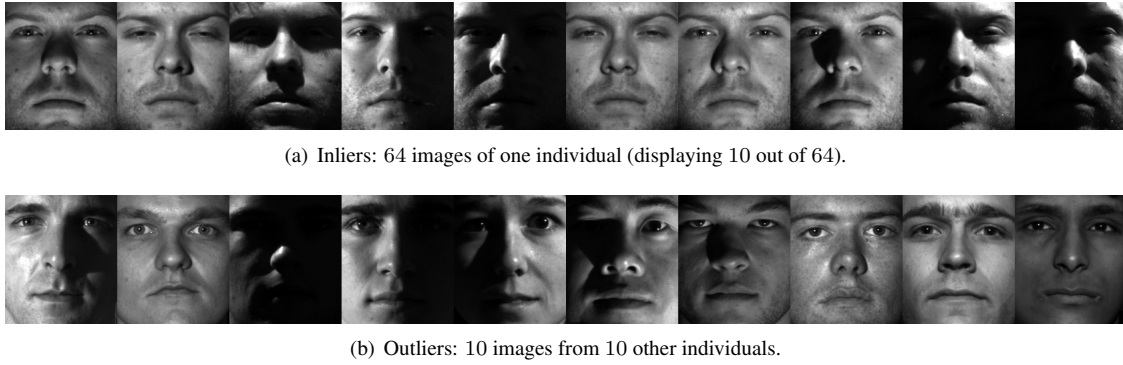 (a) Inliers: 64 images of one individual (displaying 10 out of 64).
(b) Outliers: 10 images from 10 other individuals.